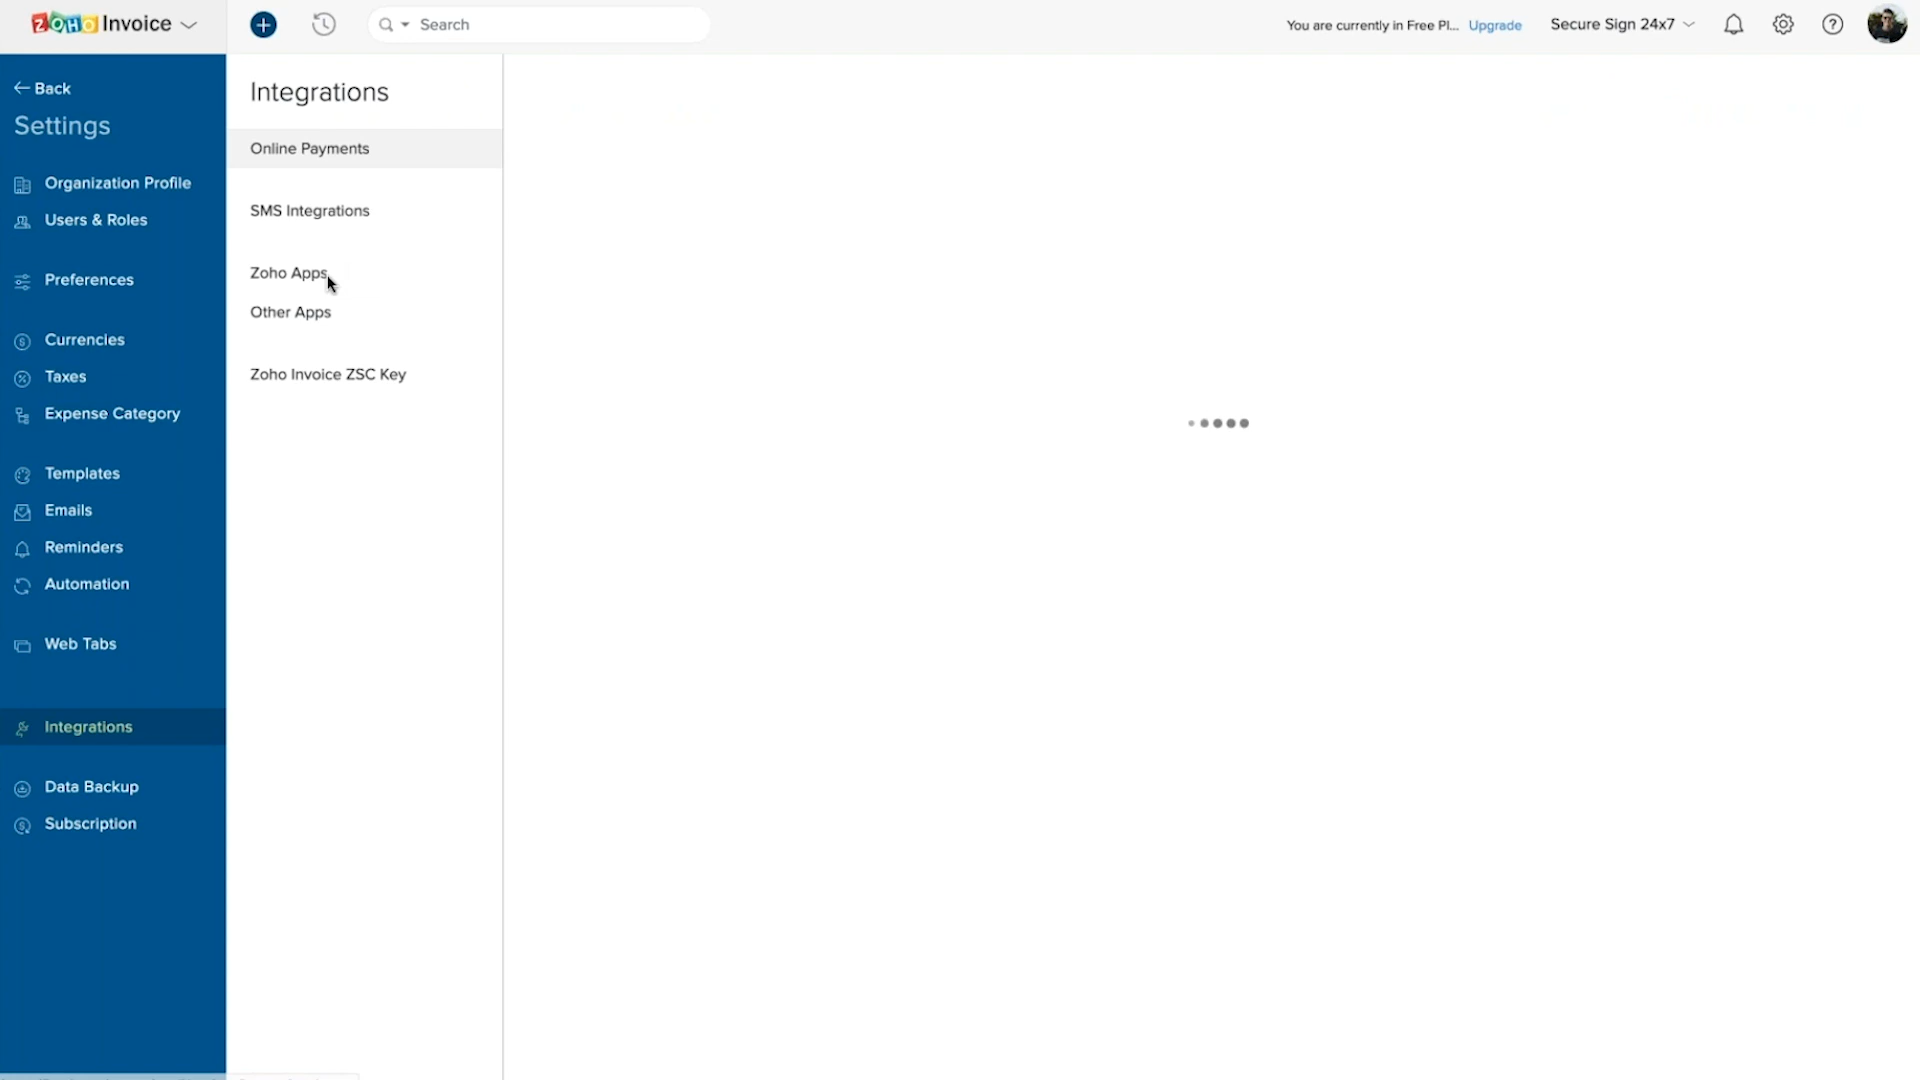 ZOHO Invoice
Search
You are currently in Free Pl... Upgrade
Secure Sign 24x7
Back
Settings
Organization Profile
Users & Roles
Preferences
Currencies
Taxes
Expense Category
Templates
Emails
Reminders
Automation
Web Tabs
Integrations
Data Backup
Subscription
Integrations
Online Payments
SMS Integrations
Zoho Apps
Other Apps
Zoho Invoice ZSC Key